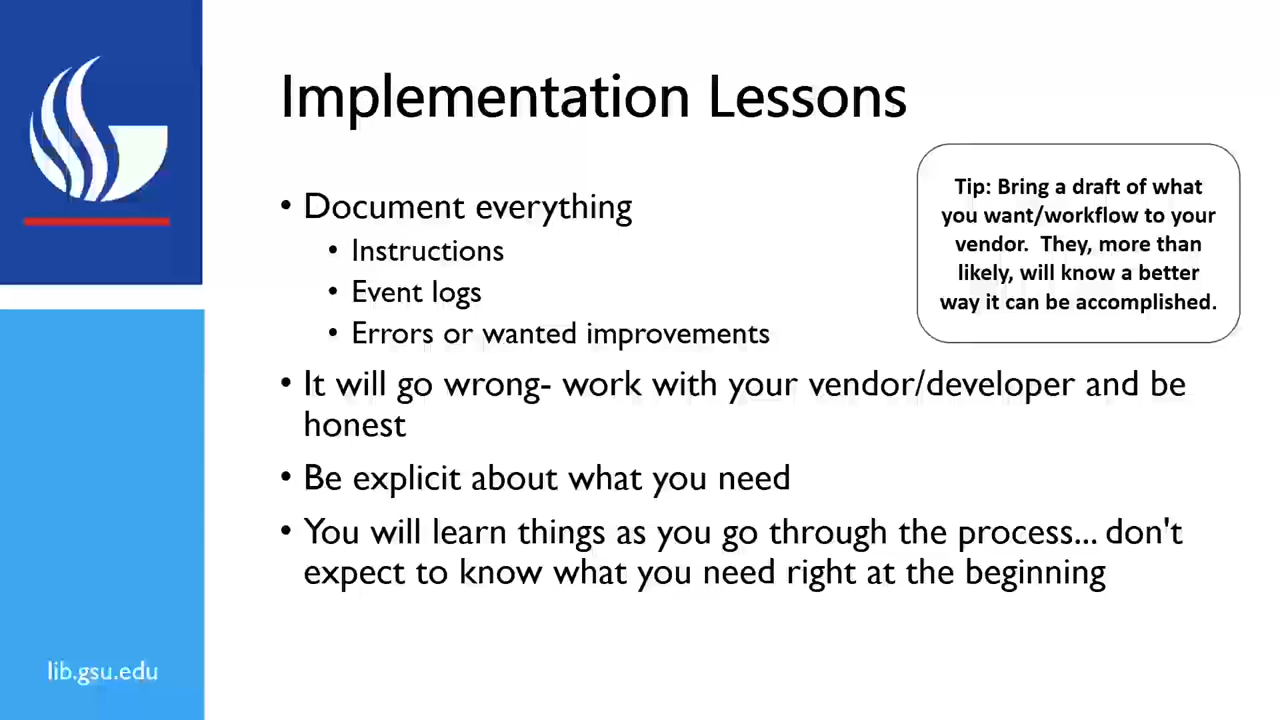 Implementation Lessons
• Document everything
• Instructions
• Event logs
• Errors or wanted improvements
• It will go wrong- work with your vendor/developer and be
honest
• Be explicit about what you need
• You will learn things as you go through the process... don't
expect to know what you need right at the beginning
Tip: Bring a draft of what
you want/workflow to your
vendor. They, more than
likely, will know a better
way it can be accomplished.
lib.gsu.edu